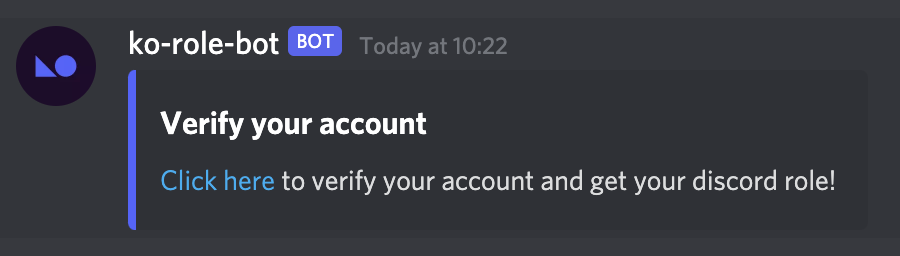 ko-role-bot BOT Today at 10:22
Verify your account
Click here to verify your account and get your discord role!